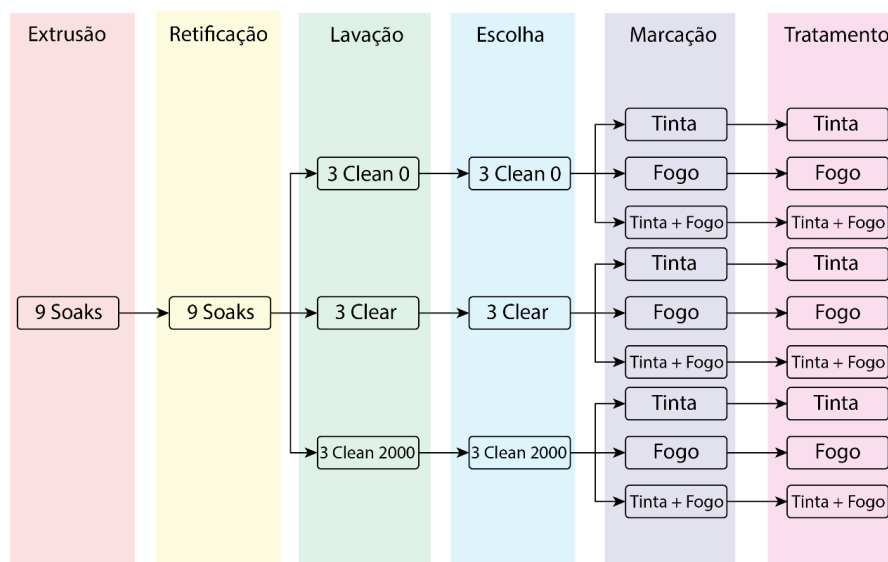 Extrusão
Retificação
Lavação
Escolha
Marcação
Tratamento
9 Soaks
9 Soaks
3 Clean 0
3 Clean 0
Tinta
Tinta
Fogo
Fogo
Tinta + Fogo
Tinta + Fogo
3 Clear
3 Clear
Tinta
Tinta
Fogo
Fogo
Tinta + Fogo
Tinta + Fogo
3 Clean 2000
3 Clean 2000
Tinta
Tinta
Fogo
Fogo
Tinta + Fogo
Tinta + Fogo